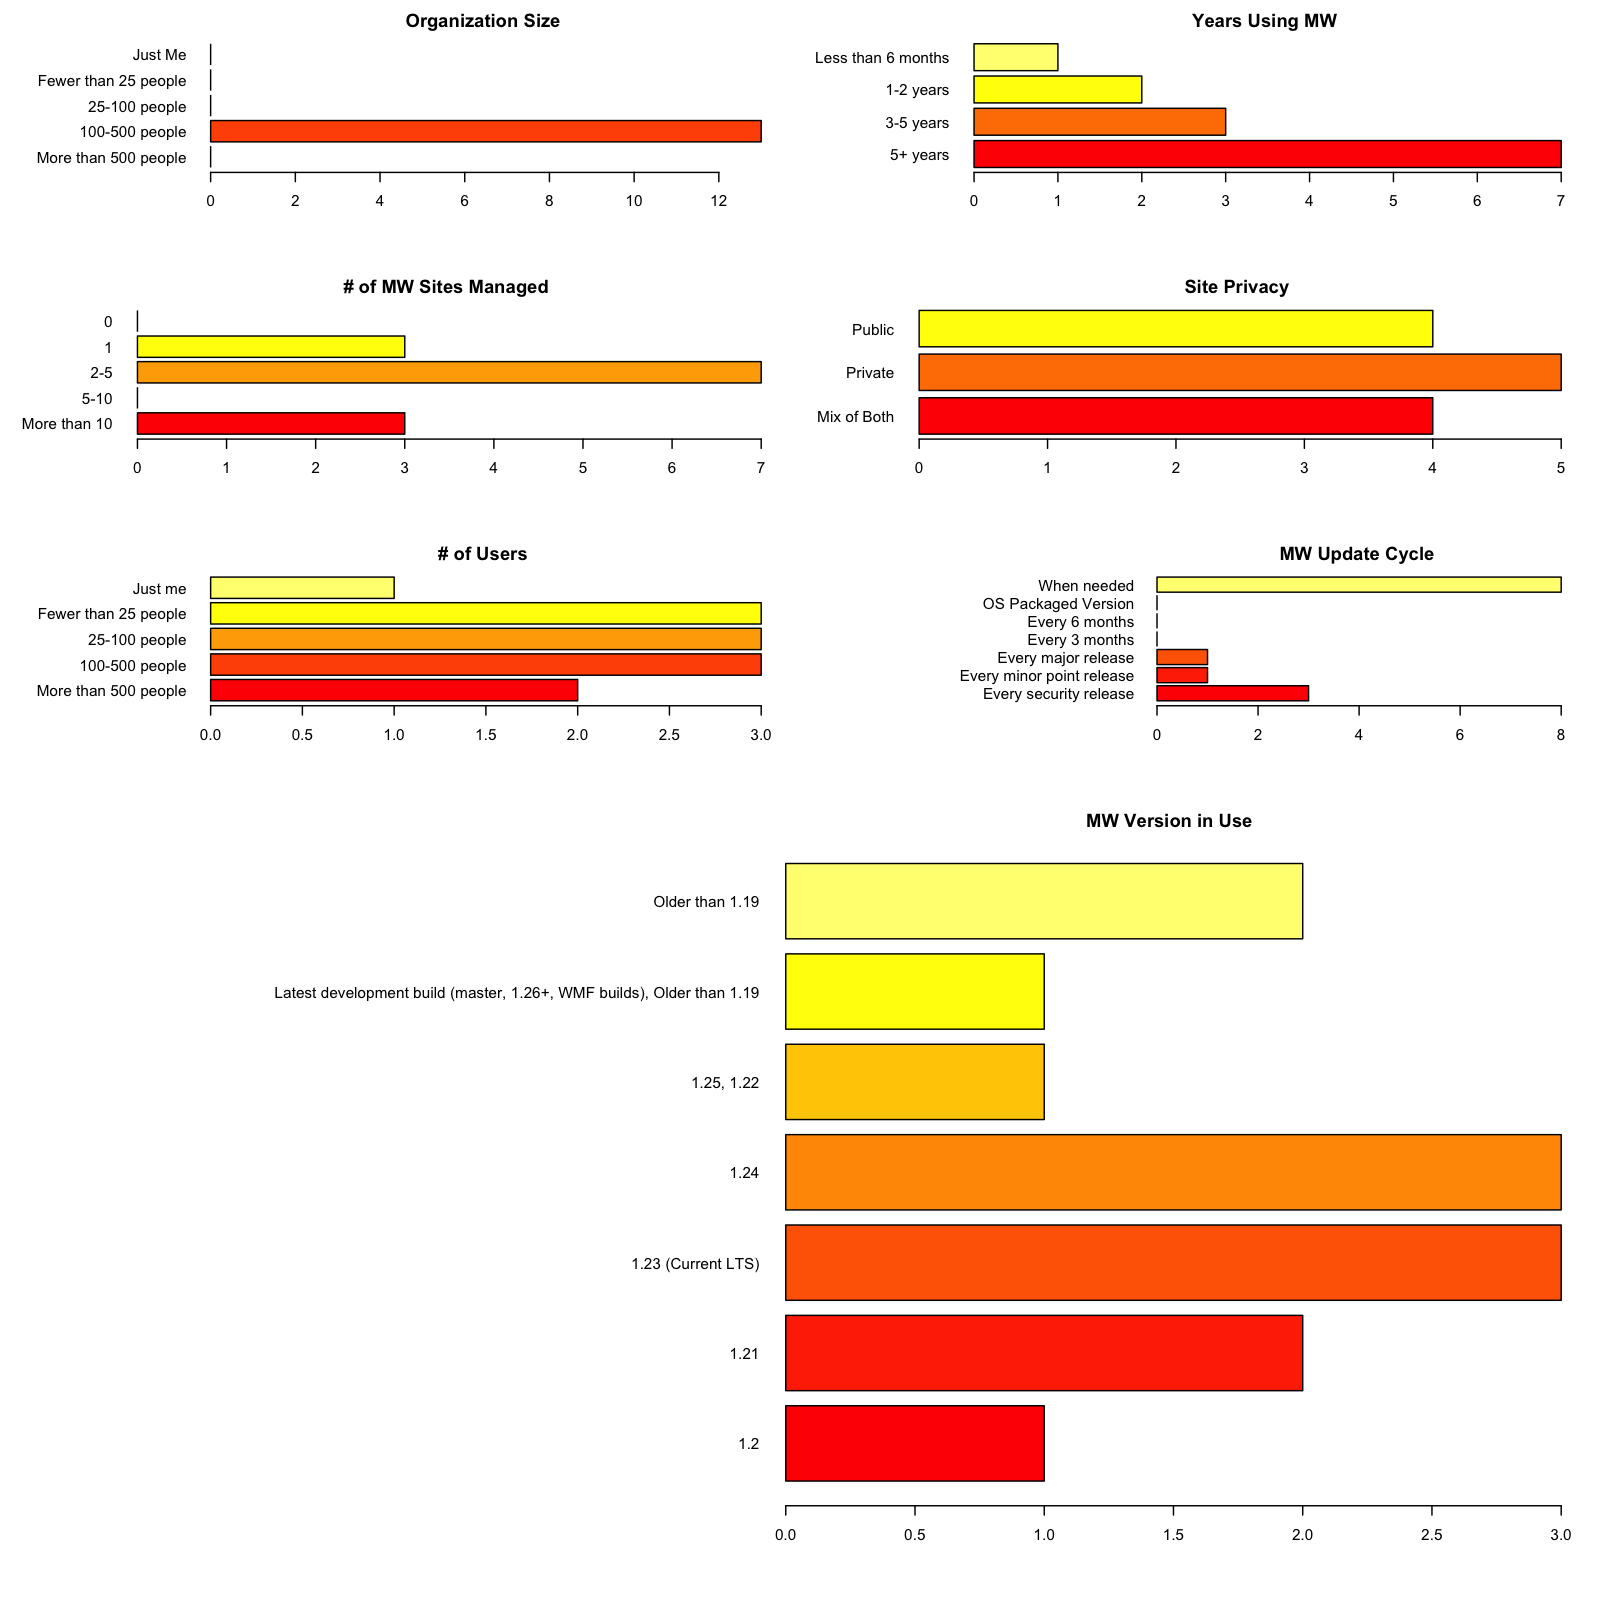 Organization Size
Just Me
Fewer than 25 people
25-100 people
100-500 people
More than 500 people
0 2 4 6 8 10 12
Years Using MW
Less than 6 months
1-2 years
3-5 years
5+ years
0 1 2 3 4 5 6 7
# of MW Sites Managed
0
1
2-5
5-10
More than 10
0 1 2 3 4 5 6 7
Site Privacy
Public
Private
Mix of Both
0 1 2 3 4 5
# of Users
Just me
Fewer than 25 people
25-100 people
100-500 people
More than 500 people
0.0 0.5 1.0 1.5 2.0 2.5 3.0
MW Update Cycle
When needed
OS Packaged Version
Every 6 months
Every 3 months
Every major release
Every minor point release
Every security release
0 2 4 6 8
MW Version in Use
Older than 1.19
Latest development build (master, 1.26+, WMF builds), Older than 1.19
1.25, 1.22
1.24
1.23 (Current LTS)
1.21
1.2
0.0 0.5 1.0 1.5 2.0 2.5 3.0